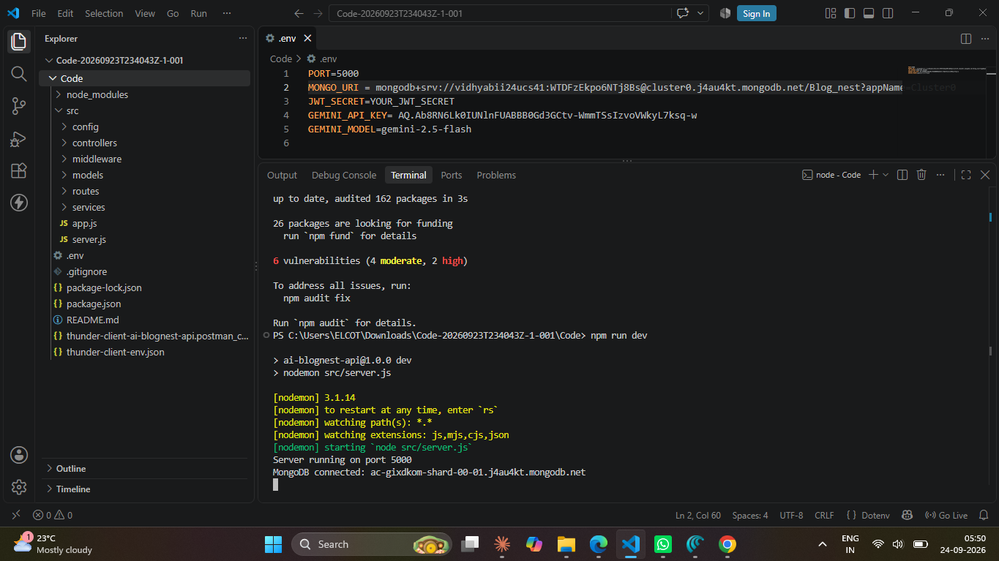 File Edit Selection View Go Run ··· Code-20260923T234043Z-1-001 Sign In
Explorer ···
Code-20260923T234043Z-1-001
Code
node_modules
src
config
controllers
middleware
models
routes
services
JS app.js
JS server.js
.env
.gitignore
{} package-lock.json
{} package.json
README.md
{} thunder-client-ai-blognest-api.postman_c...
{} thunder-client-env.json
Outline
Timeline
.env
Code > .env
1 PORT=5000
2 MONGO_URI = mongodb+srv://vidhyabii24ucs41:WTDFzEkpo6NTj8Bs@cluster0.j4au4kt.mongodb.net/Blog_nest?appName=Cluster0
3 JWT_SECRET=YOUR_JWT_SECRET
4 GEMINI_API_KEY= AQ.Ab8RN6Lk0IUNlnFUABBB0Gd3GCtv-WmmTSsIzvoVWkyL7ksq-w
5 GEMINI_MODEL=gemini-2.5-flash
6
Output Debug Console Terminal Ports Problems node - Code
up to date, audited 162 packages in 3s
26 packages are looking for funding
run `npm fund` for details
6 vulnerabilities (4 moderate, 2 high)
To address all issues, run:
npm audit fix
Run `npm audit` for details.
PS C:\Users\ELCOT\Downloads\Code-20260923T234043Z-1-001\Code> npm run dev
> ai-blognest-api@1.0.0 dev
> nodemon src/server.js
[nodemon] 3.1.14
[nodemon] to restart at any time, enter `rs`
[nodemon] watching path(s): *.*
[nodemon] watching extensions: js,mjs,cjs,json
[nodemon] starting `node src/server.js`
Server running on port 5000
MongoDB connected: ac-gixdkom-shard-00-01.j4au4kt.mongodb.net
0 0 Ln 2, Col 60 Spaces: 4 UTF-8 CRLF {} Dotenv Go Live
1
23°C
Mostly cloudy
Search
ENG
IN
05:50
24-09-2026